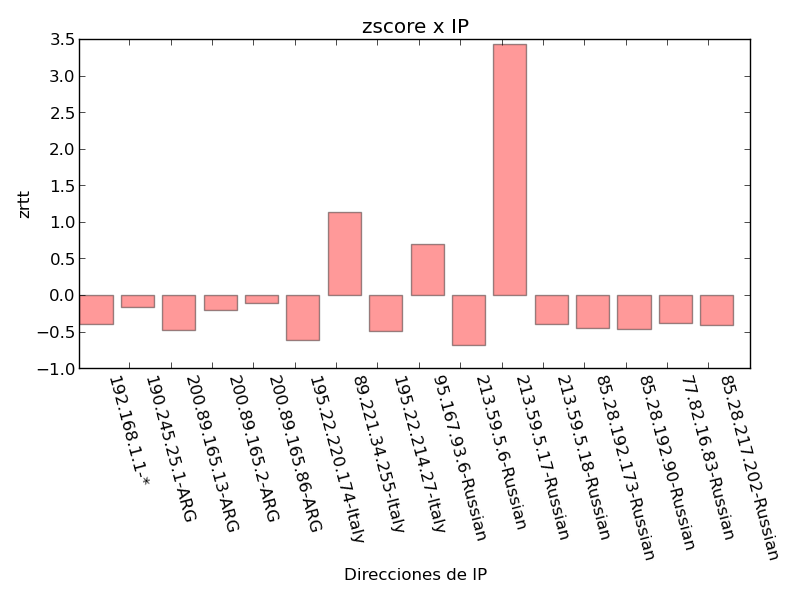 zscore x IP
3.5
3.0
2.5
2.0
1.5
1.0
0.5
0.0
−0.5
−1.0
zrtt
192.168.1.1-*
190.245.25.1-ARG
200.89.165.13-ARG
200.89.165.2-ARG
200.89.165.86-ARG
195.22.220.174-Italy
89.221.34.255-Italy
195.22.214.27-Italy
95.167.93.6-Russian
213.59.5.6-Russian
213.59.5.17-Russian
213.59.5.18-Russian
85.28.192.173-Russian
85.28.192.90-Russian
77.82.16.83-Russian
85.28.217.202-Russian
Direcciones de IP